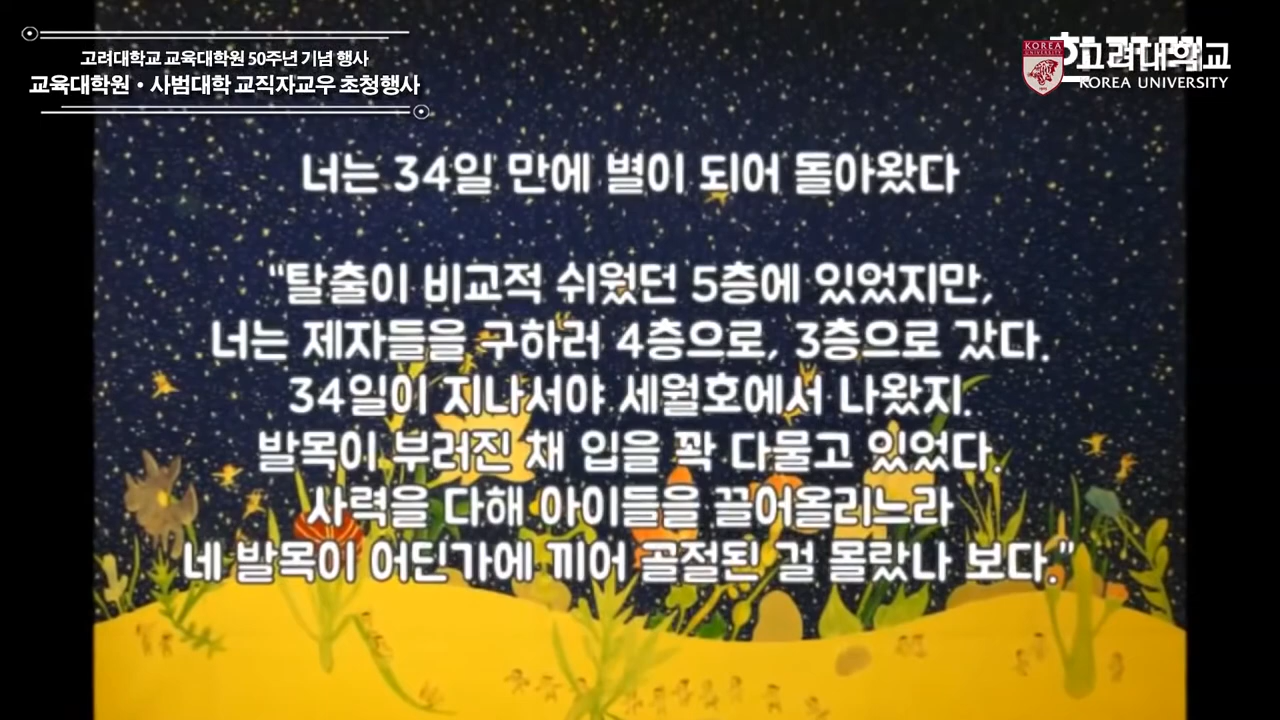 고려대학교 교육대학원 50주년 기념 행사
교육대학원 • 사범대학 교직자교우 초청행사
고려대학교
KOREA UNIVERSITY
KOREA
너는 34일 만에 별이 되어 돌아왔다
"탈출이 비교적 쉬웠던 5층에 있었지만,
너는 제자들을 구하러 4층으로, 3층으로 갔다.
34일이 지나서야 세월호에서 나왔지.
발목이 부러진 채 입을 꽉 다물고 있었다.
사력을 다해 아이들을 끌어올리느라
네 발목이 어딘가에 끼어 골절된 걸 몰랐나 보다."